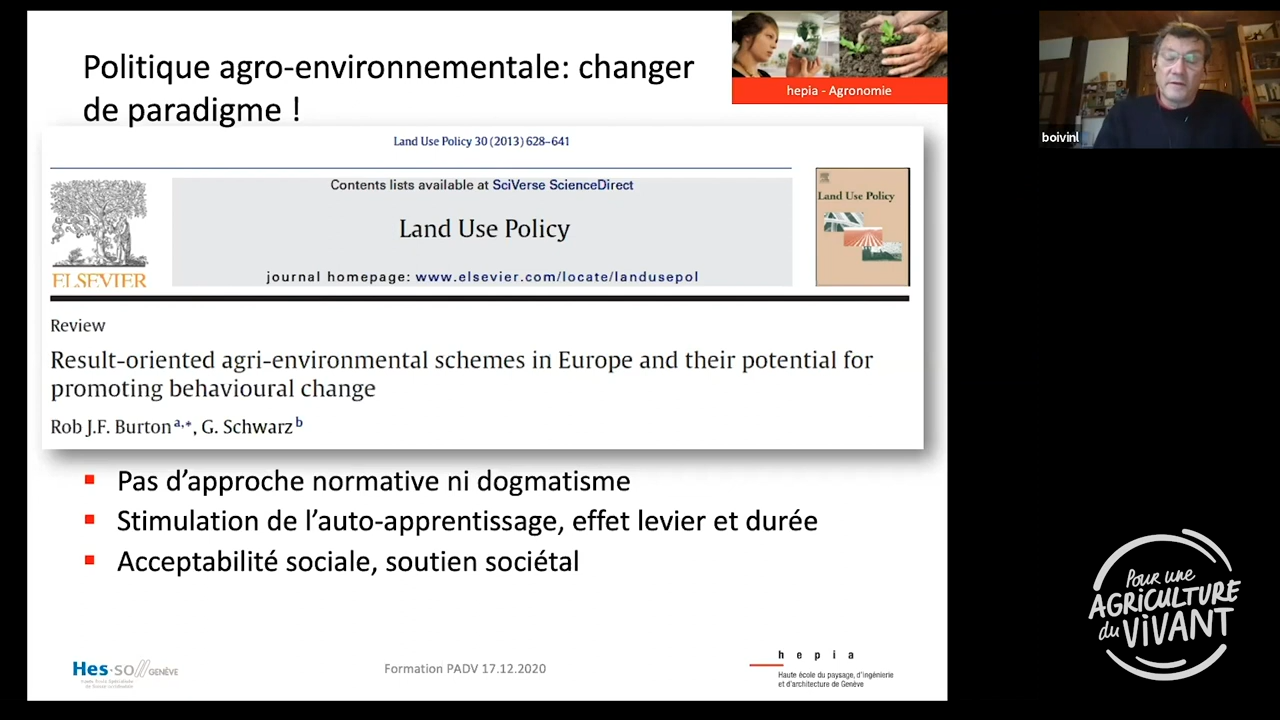 Politique agro-environnementale: changer
de paradigme !
hepia - Agronomie
Land Use Policy 30 (2013) 628–641
Contents lists available at SciVerse ScienceDirect
Land Use Policy
journal homepage: www.elsevier.com/locate/landusepol
ELSEVIER
Land Use Policy
Review
Result-oriented agri-environmental schemes in Europe and their potential for
promoting behavioural change
Rob J.F. Burton a,*, G. Schwarz b
Pas d’approche normative ni dogmatisme
Stimulation de l’auto-apprentissage, effet levier et durée
Acceptabilité sociale, soutien sociétal
Hes·so GENÈVE
Formation PADV 17.12.2020
hepia
Haute école du paysage, d'ingénierie
et d'architecture de Genève
boivinl
Pour une
AGRICULTURE
du ViVANT